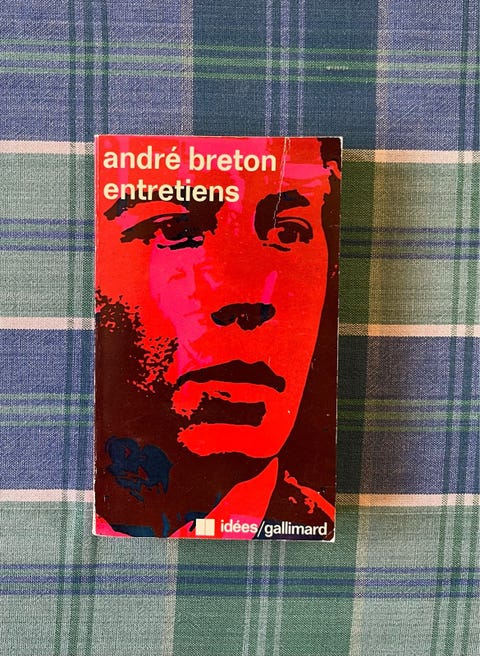 andré breton
entretiens
idées/gallimard